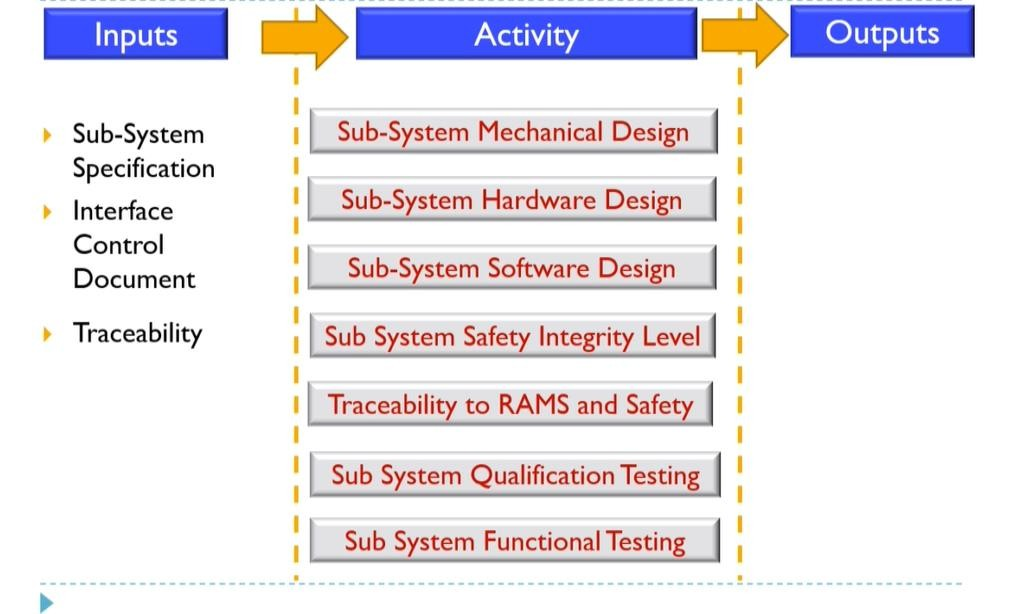 Inputs
Activity
Outputs
Sub-System
Specification
Interface
Control
Document
Traceability
Sub-System Mechanical Design
Sub-System Hardware Design
Sub-System Software Design
Sub System Safety Integrity Level
Traceability to RAMS and Safety
Sub System Qualification Testing
Sub System Functional Testing